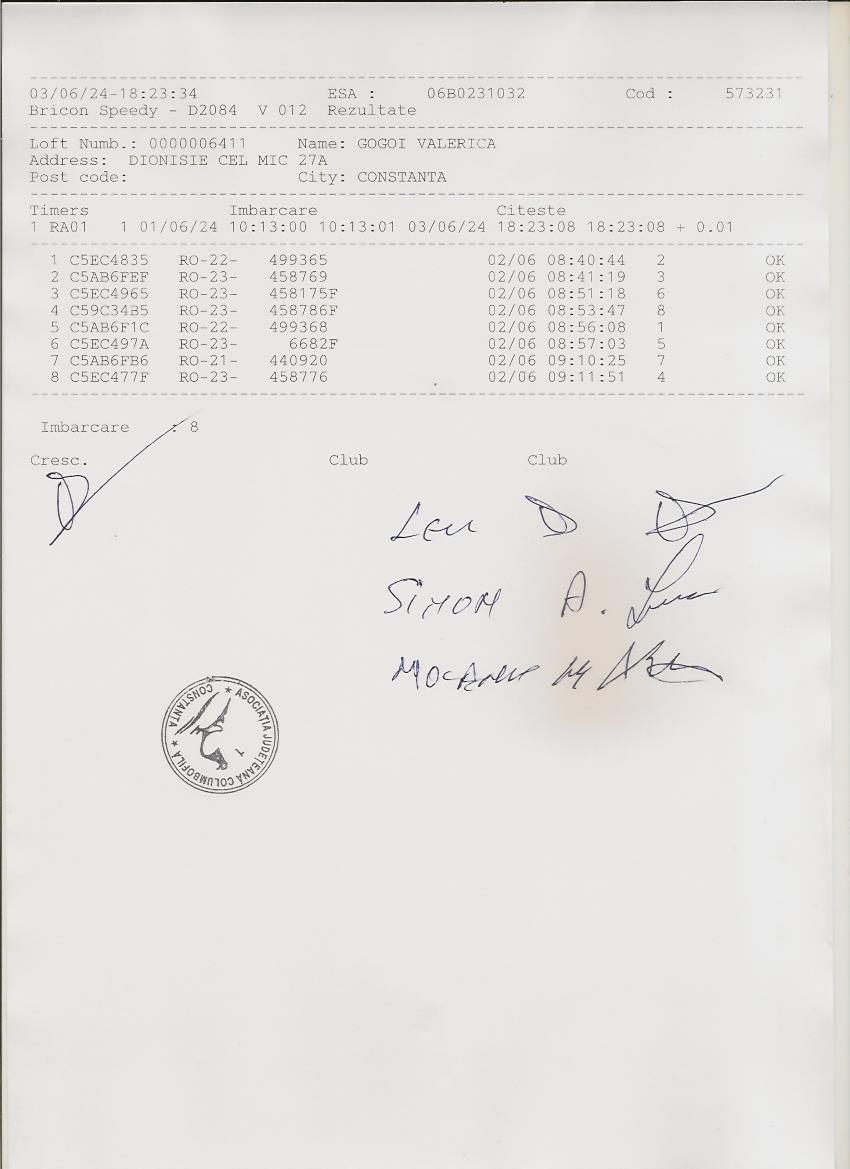 03/06/24-18:23:34 ESA : 06B0231032 Cod : 573231
Bricon Speedy - D2084 V 012 Rezultate
Loft Numb.: 0000006411 Name: GOGOI VALERICA
Address: DIONISIE CEL MIC 27A
Post code: City: CONSTANTA
Timers Imbarcare Citeste
1 RA01 1 01/06/24 10:13:00 10:13:01 03/06/24 18:23:08 18:23:08 + 0.01
1 C5EC4835 RO-22- 499365 02/06 08:40:44 2 OK
2 C5AB6FEF RO-23- 458769 02/06 08:41:19 3 OK
3 C5EC4965 RO-23- 458175F 02/06 08:51:18 6 OK
4 C59C34B5 RO-23- 458786F 02/06 08:53:47 8 OK
5 C5AB6F1C RO-22- 499368 02/06 08:56:08 1 OK
6 C5EC497A RO-23- 6682F 02/06 08:57:03 5 OK
7 C5AB6FB6 RO-21- 440920 02/06 09:10:25 7 OK
8 C5EC477F RO-23- 458776 02/06 09:11:51 4 OK
Imbarcare : 8
Cresc. Club Club
Leu D
SIMON A.
MOCANU M
ASOCIATIA JUDETEANA COLUMBOFILA ★ CONSTANTA ★
1